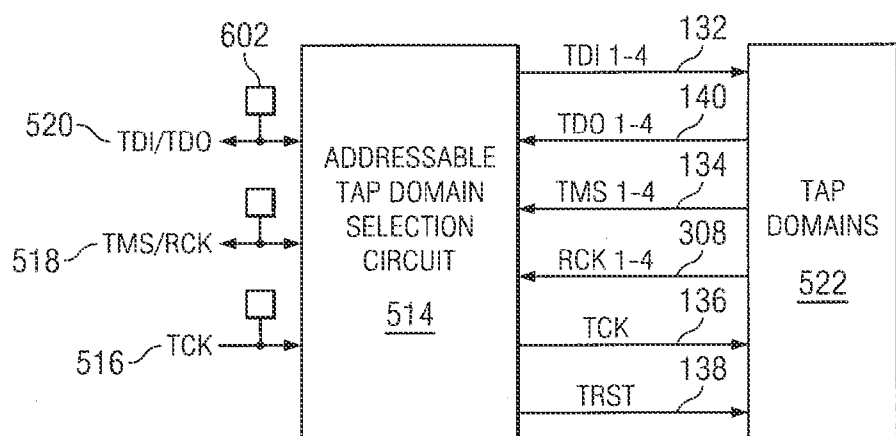 602
520
TDI/TDO
518
TMS/RCK
516
TCK
ADDRESSABLE
TAP DOMAIN
SELECTION
CIRCUIT
514
TDI 1-4
132
TDO 1-4
140
TMS 1-4
134
RCK 1-4
308
TCK
136
TRST
138
TAP
DOMAINS
522